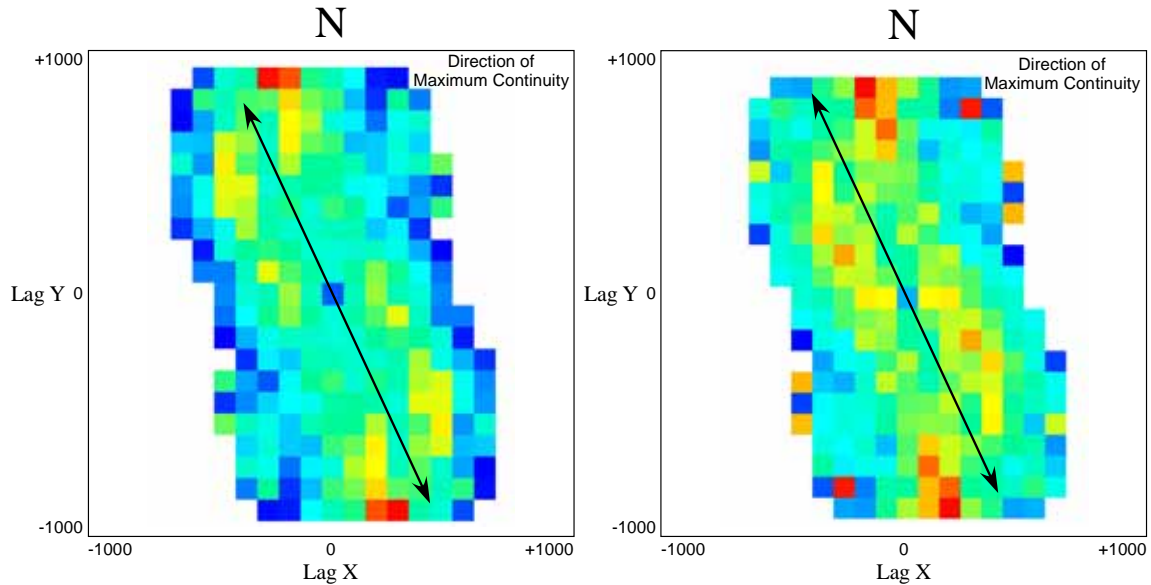 N
+1000
Direction of
Maximum Continuity
Lag Y 0
-1000
-1000 0 +1000
Lag X
N
+1000
Direction of
Maximum Continuity
Lag Y 0
-1000
-1000 0 +1000
Lag X